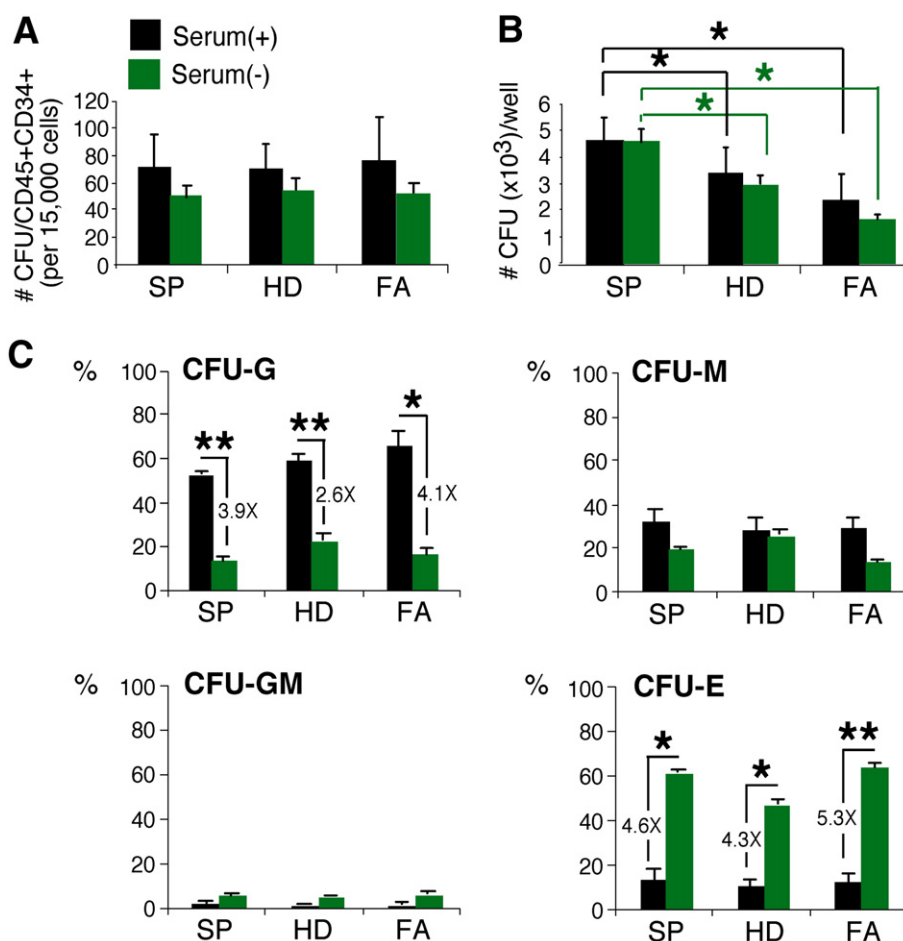 A
Serum(+)
Serum(-)
# CFU/CD45+CD34+
(per 15,000 cells)
120
100
80
60
40
20
0
SP HD FA
B
* * * *
# CFU (x10³)/well
6
5
4
3
2
1
0
SP HD FA
C
% CFU-G
100
80
60
40
20
0
** ** *
3.9X 2.6X 4.1X
SP HD FA
% CFU-M
100
80
60
40
20
0
SP HD FA
% CFU-GM
100
80
60
40
20
0
SP HD FA
% CFU-E
100
80
60
40
20
0
* * **
4.6X 4.3X 5.3X
SP HD FA